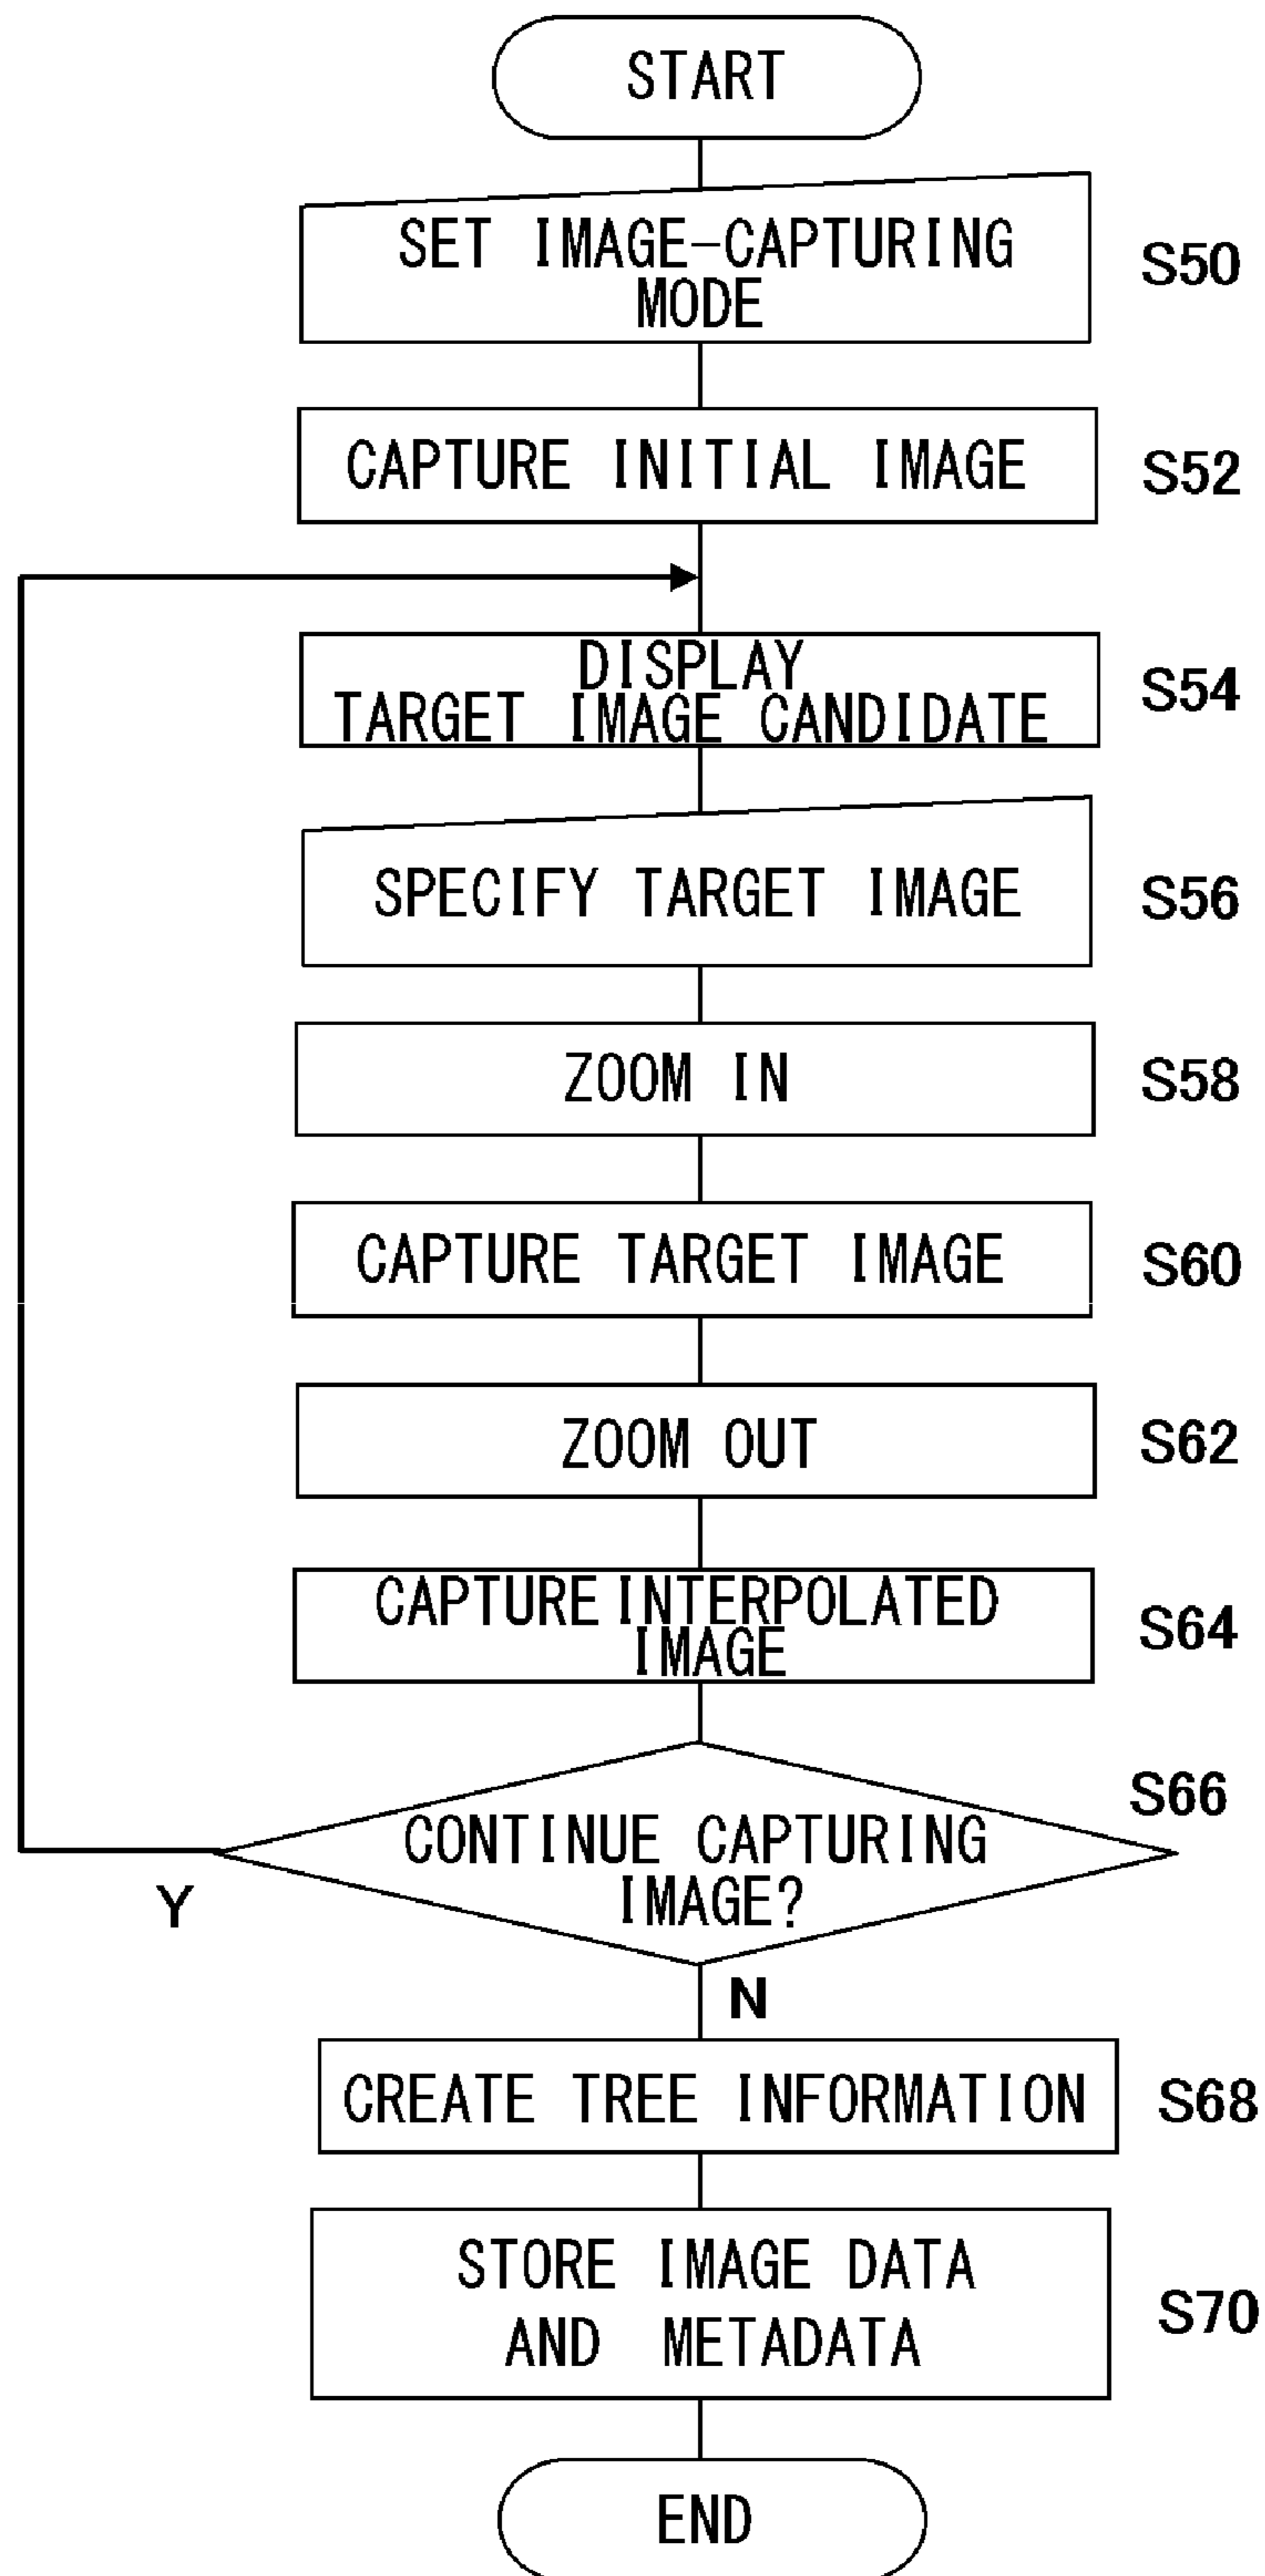 START
SET IMAGE-CAPTURING
MODE
S50
CAPTURE INITIAL IMAGE
S52
DISPLAY
TARGET IMAGE CANDIDATE
S54
SPECIFY TARGET IMAGE
S56
ZOOM IN
S58
CAPTURE TARGET IMAGE
S60
ZOOM OUT
S62
CAPTURE INTERPOLATED
IMAGE
S64
S66
CONTINUE CAPTURING
IMAGE?
Y
N
CREATE TREE INFORMATION
S68
STORE IMAGE DATA
AND METADATA
S70
END